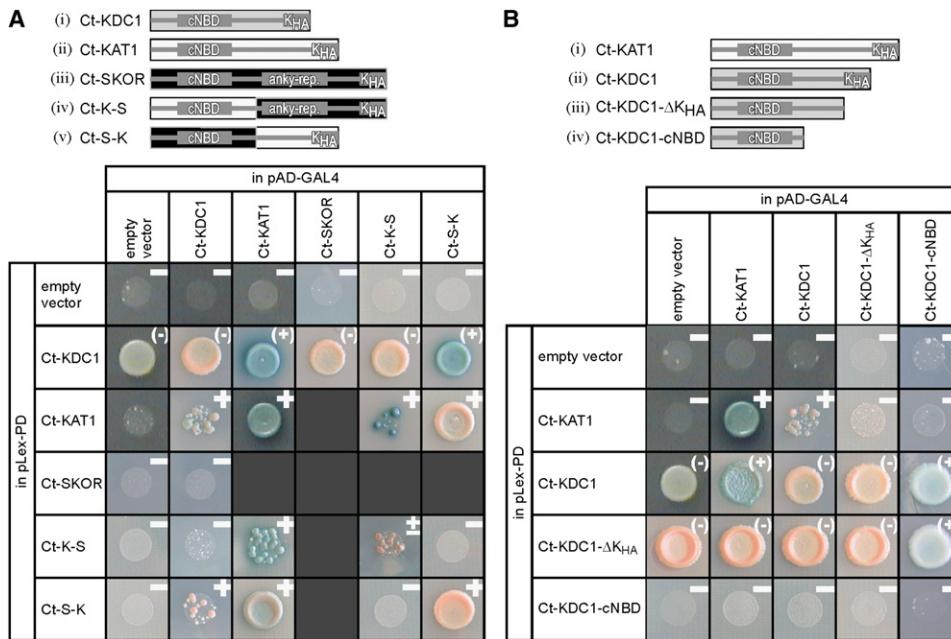 A
(i) Ct-KDC1 cNBD KHA
(ii) Ct-KAT1 cNBD KHA
(iii) Ct-SKOR cNBD anky-rep. KHA
(iv) Ct-K-S cNBD anky-rep. KHA
(v) Ct-S-K cNBD KHA
in pAD-GAL4
empty vector
Ct-KDC1
Ct-KAT1
Ct-SKOR
Ct-K-S
Ct-S-K
in pLex-PD
empty vector − − − − − −
Ct-KDC1 (-) (-) (+) (-) (-) (+)
Ct-KAT1 − + + + +
Ct-SKOR − −
Ct-K-S − − + ± −
Ct-S-K − + + − +
B
(i) Ct-KAT1 cNBD KHA
(ii) Ct-KDC1 cNBD KHA
(iii) Ct-KDC1-ΔKHA cNBD
(iv) Ct-KDC1-cNBD cNBD
in pAD-GAL4
empty vector
Ct-KAT1
Ct-KDC1
Ct-KDC1-ΔKHA
Ct-KDC1-cNBD
in pLex-PD
empty vector − − − − −
Ct-KAT1 − + + − −
Ct-KDC1 (-) (+) (-) (-) (+)
Ct-KDC1-ΔKHA (-) (-) (-) (-)
Ct-KDC1-cNBD − − − − −